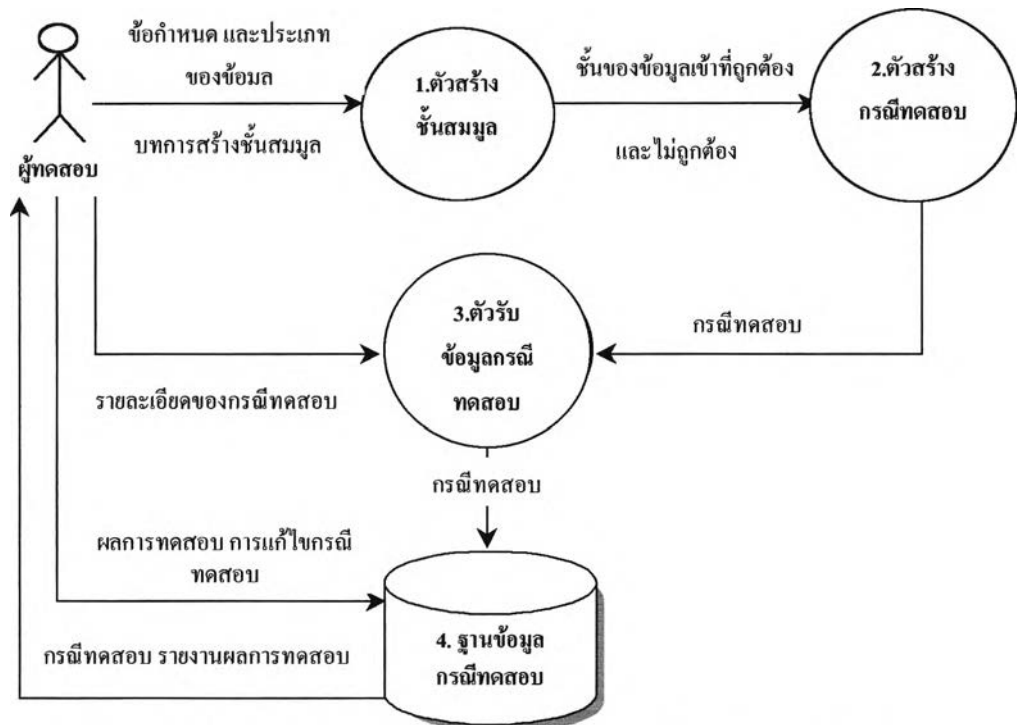 ข้อกำหนด และประเภท
ของข้อมล
บทการสร้างชั้นสมมูล
ผู้ทดสอบ
1.ตัวสร้าง
ชั้นสมมูล
ชั้นของข้อมูลเข้าที่ถูกต้อง
และไม่ถูกต้อง
2.ตัวสร้าง
กรณีทดสอบ
3.ตัวรับ
ข้อมูลกรณี
ทดสอบ
กรณีทดสอบ
รายละเอียดของกรณีทดสอบ
กรณีทดสอบ
ผลการทดสอบ การแก้ไขกรณี
ทดสอบ
4. ฐานข้อมูล
กรณีทดสอบ
กรณีทดสอบ รายงานผลการทดสอบ